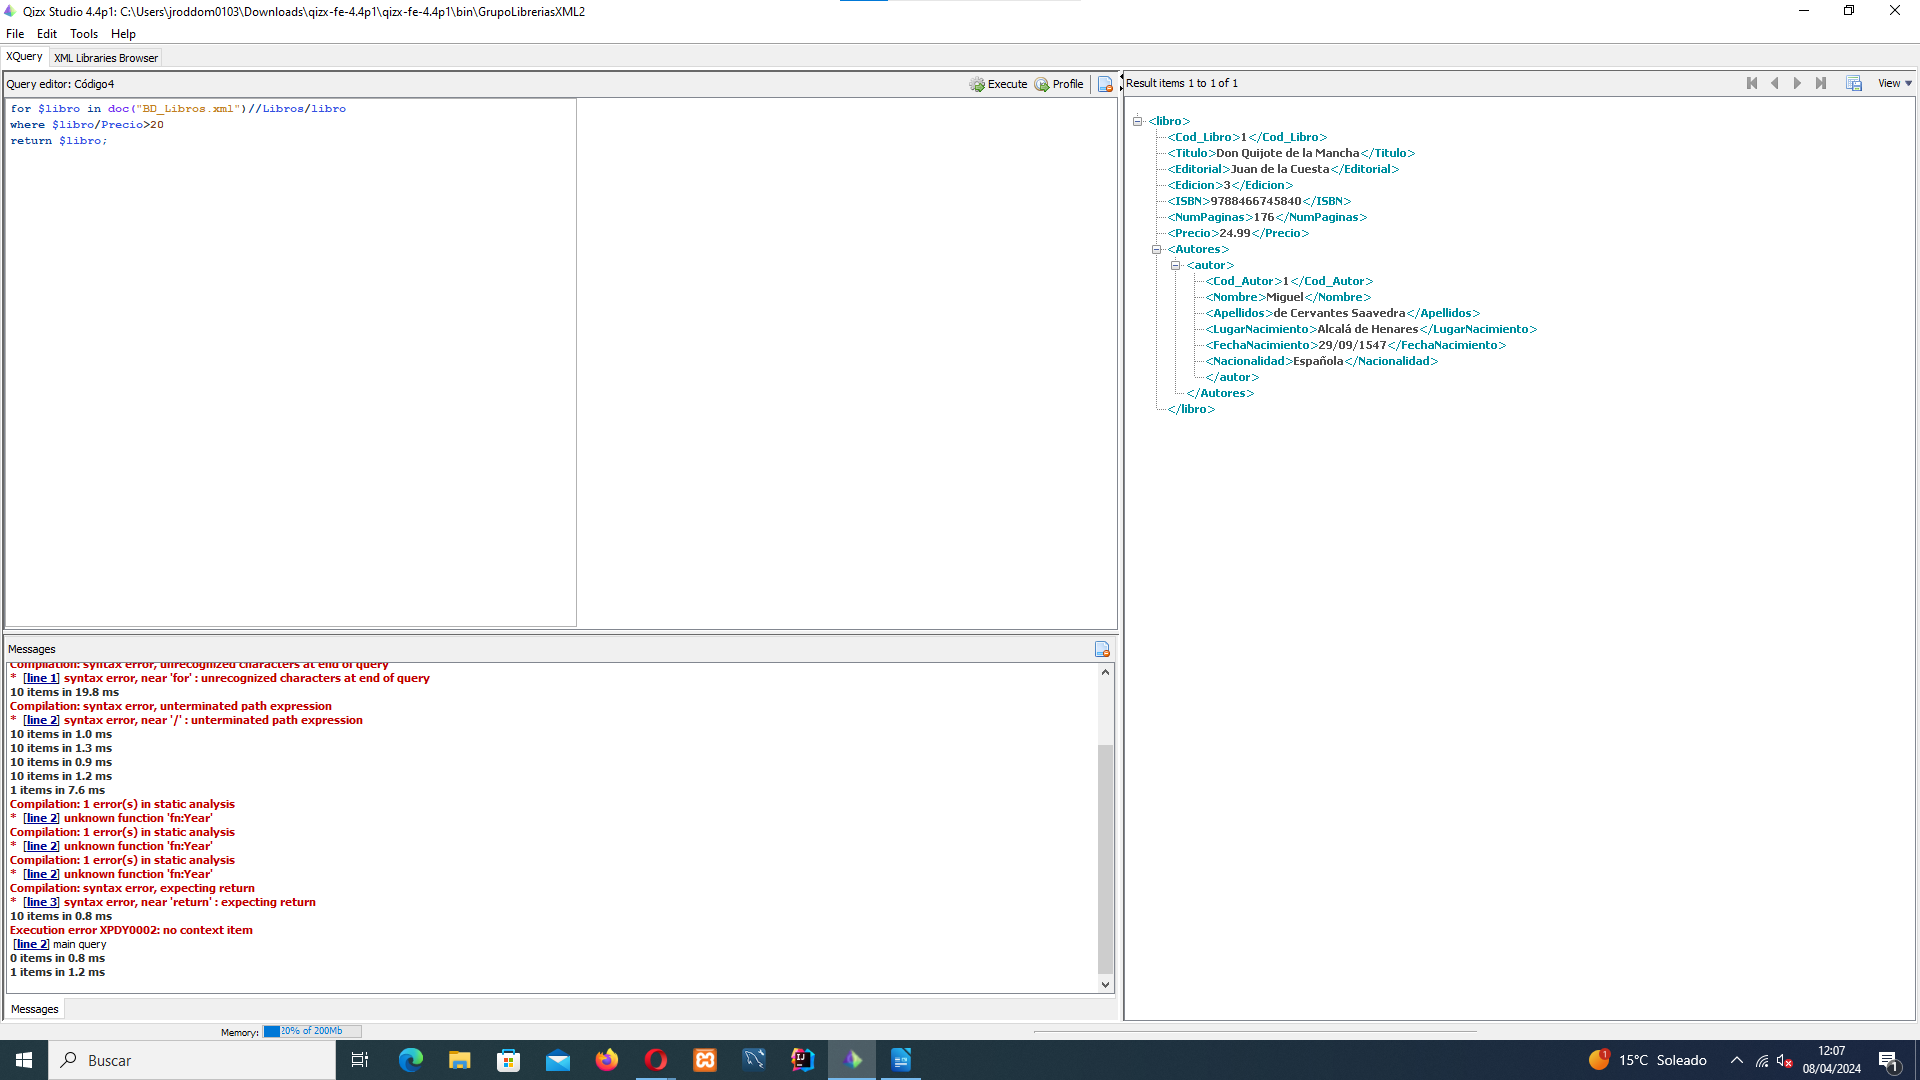 Qizx Studio 4.4p1: C:\Users\jroddom0103\Downloads\qizx-fe-4.4p1\qizx-fe-4.4p1\bin\GrupoLibreriasXML2
File Edit Tools Help
XQuery XML Libraries Browser
Query editor: Código4 Execute Profile
for $libro in doc("BD_Libros.xml")//Libros/libro
where $libro/Precio>20
return $libro;
Messages
Compilation: syntax error, unrecognized characters at end of query
* [line 1] syntax error, near 'for' : unrecognized characters at end of query
10 items in 19.8 ms
Compilation: syntax error, unterminated path expression
* [line 2] syntax error, near '/' : unterminated path expression
10 items in 1.0 ms
10 items in 1.3 ms
10 items in 0.9 ms
10 items in 1.2 ms
1 items in 7.6 ms
Compilation: 1 error(s) in static analysis
* [line 2] unknown function 'fn:Year'
Compilation: 1 error(s) in static analysis
* [line 2] unknown function 'fn:Year'
Compilation: 1 error(s) in static analysis
* [line 2] unknown function 'fn:Year'
Compilation: syntax error, expecting return
* [line 3] syntax error, near 'return' : expecting return
10 items in 0.8 ms
Execution error XPDY0002: no context item
[line 2] main query
0 items in 0.8 ms
1 items in 1.2 ms
Messages
Memory: 20% of 200Mb
Result items 1 to 1 of 1 View
<libro>
<Cod_Libro>1</Cod_Libro>
<Titulo>Don Quijote de la Mancha</Titulo>
<Editorial>Juan de la Cuesta</Editorial>
<Edicion>3</Edicion>
<ISBN>9788466745840</ISBN>
<NumPaginas>176</NumPaginas>
<Precio>24.99</Precio>
<Autores>
<autor>
<Cod_Autor>1</Cod_Autor>
<Nombre>Miguel</Nombre>
<Apellidos>de Cervantes Saavedra</Apellidos>
<LugarNacimiento>Alcalá de Henares</LugarNacimiento>
<FechaNacimiento>29/09/1547</FechaNacimiento>
<Nacionalidad>Española</Nacionalidad>
</autor>
</Autores>
</libro>
Buscar
1
15°C Soleado
12:07
08/04/2024
1